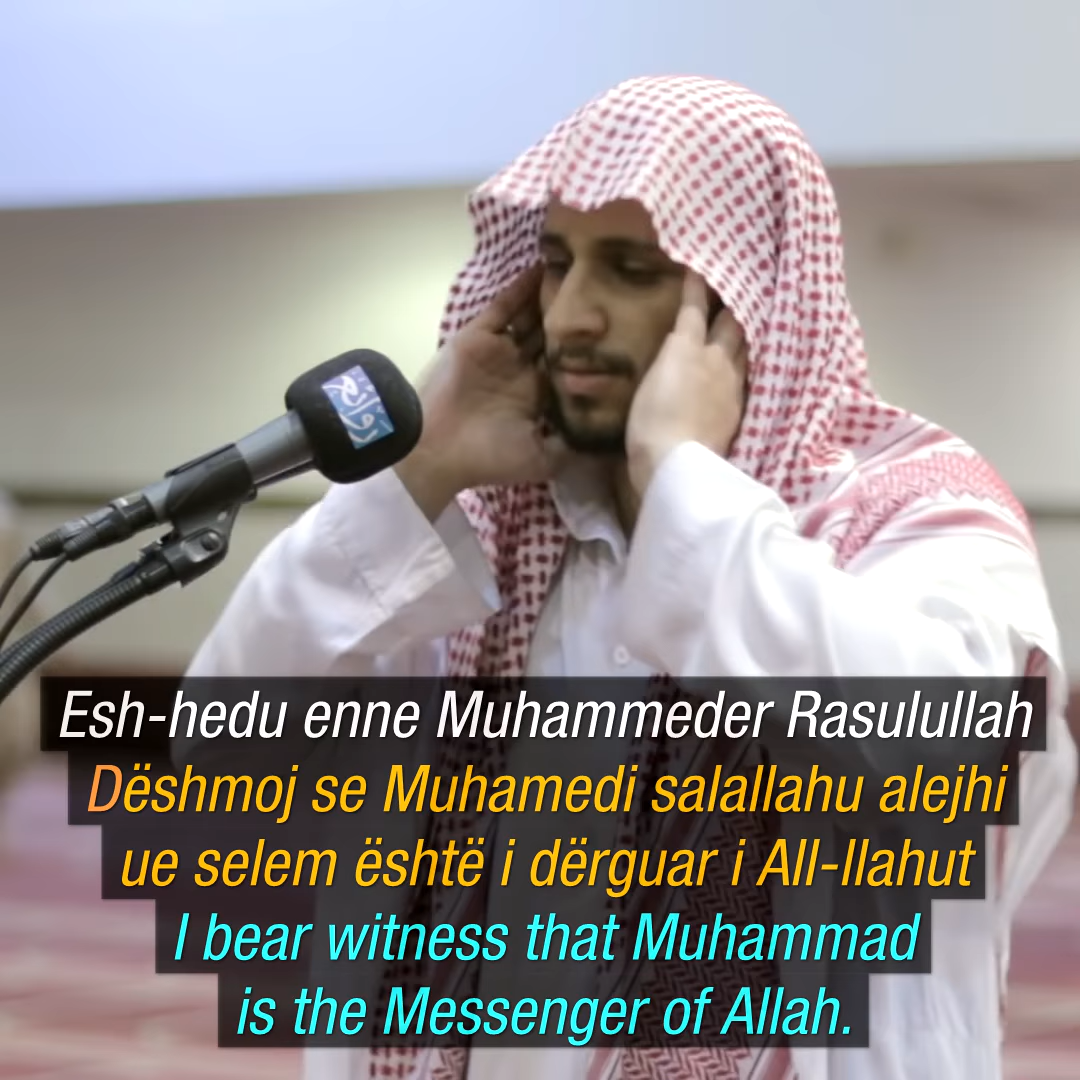 روائع
Esh-hedu enne Muhammeder Rasulullah
Dëshmoj se Muhamedi salallahu alejhi
ue selem është i dërguar i All-llahut
I bear witness that Muhammad
is the Messenger of Allah.